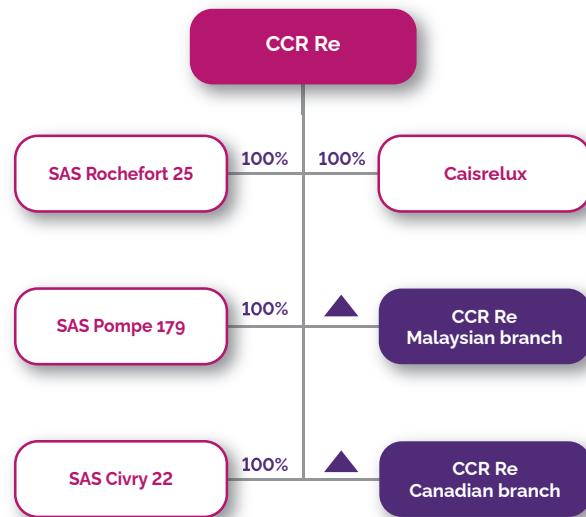 CCR Re
100%
100%
SAS Rochefort 25
Caisrelux
100%
SAS Pompe 179
CCR Re
Malaysian branch
100%
SAS Civry 22
CCR Re
Canadian branch